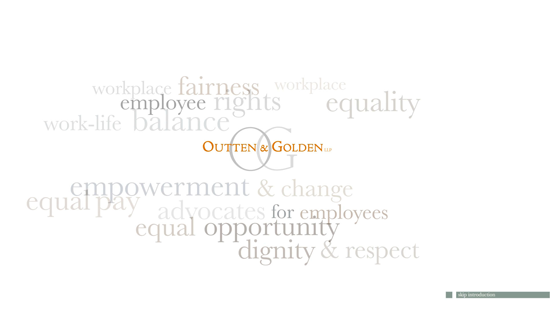 workplace fairness workplace
employee rights equality
work-life balance
OG
OUTTEN & GOLDEN LLP
empowerment & change
equal pay
advocates for employees
equal opportunity
dignity & respect
skip introduction